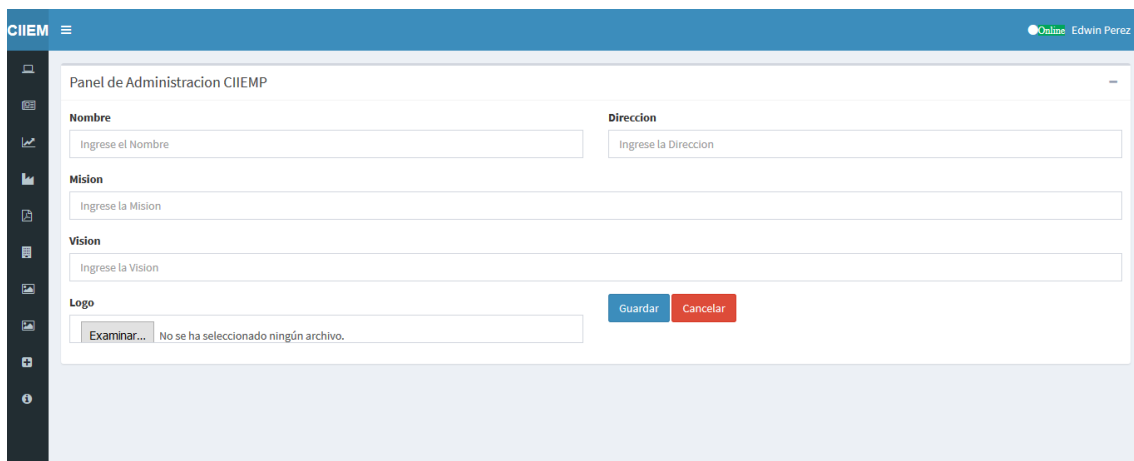 CIIEM
Online Edwin Perez
Panel de Administracion CIIEMP
Nombre
Direccion
Ingrese el Nombre
Ingrese la Direccion
Mision
Ingrese la Mision
Vision
Ingrese la Vision
Logo
Guardar Cancelar
Examinar... No se ha seleccionado ningún archivo.